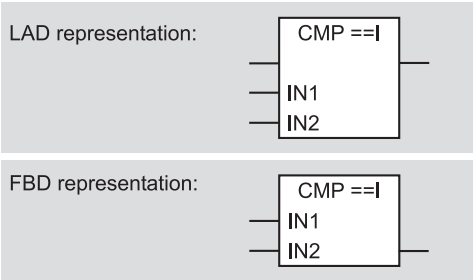 LAD representation:
CMP ==I
IN1
IN2
FBD representation:
CMP ==I
IN1
IN2